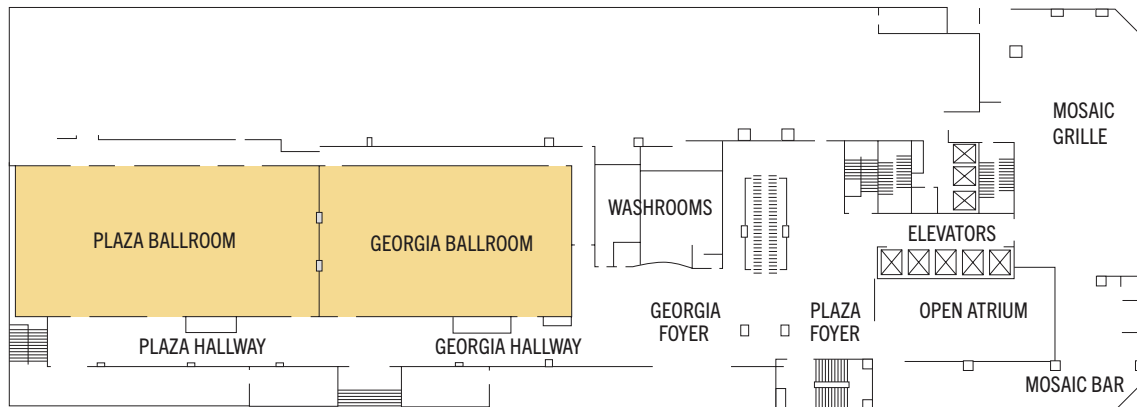 MOSAIC
GRILLE
WASHROOMS
PLAZA BALLROOM
GEORGIA BALLROOM
ELEVATORS
GEORGIA
FOYER
PLAZA
FOYER
OPEN ATRIUM
PLAZA HALLWAY
GEORGIA HALLWAY
MOSAIC BAR